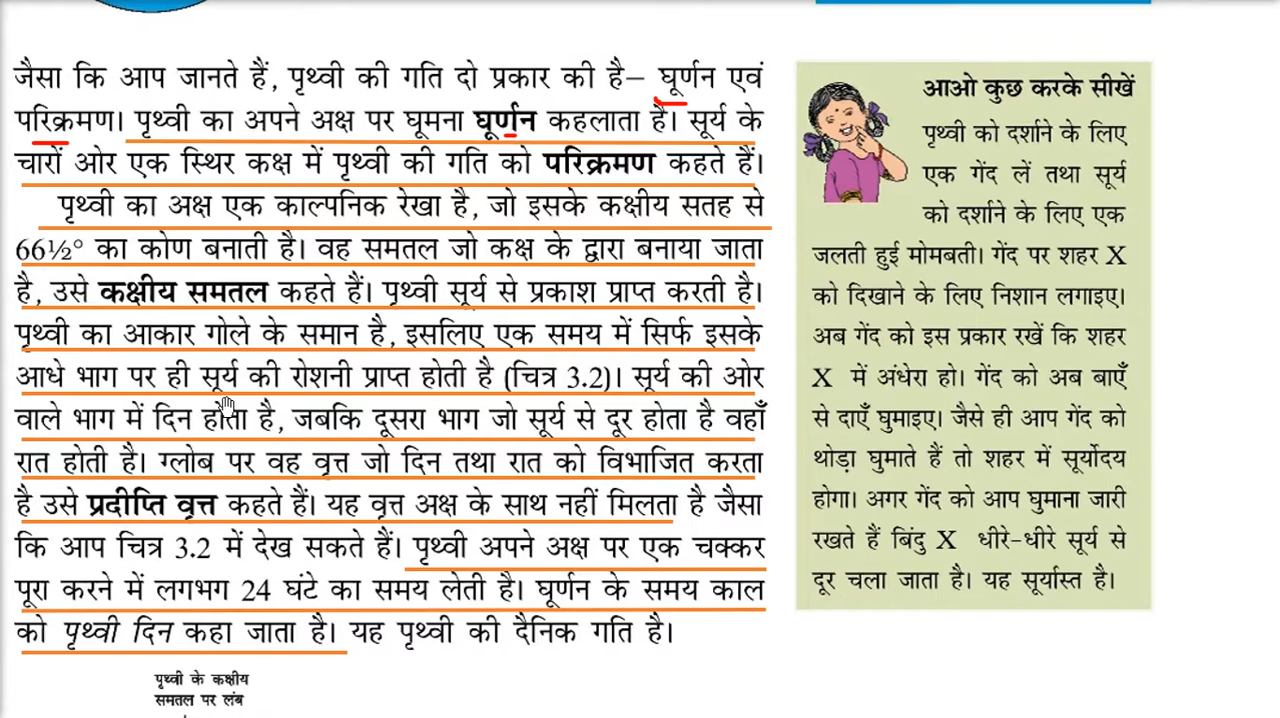 जैसा कि आप जानते हैं, पृथ्वी की गति दो प्रकार की है– घूर्णन एवं
परिक्रमण। पृथ्वी का अपने अक्ष पर घूमना घूर्णन कहलाता है। सूर्य के
चारों ओर एक स्थिर कक्ष में पृथ्वी की गति को परिक्रमण कहते हैं।
पृथ्वी का अक्ष एक काल्पनिक रेखा है, जो इसके कक्षीय सतह से
66½° का कोण बनाती है। वह समतल जो कक्ष के द्वारा बनाया जाता
है, उसे कक्षीय समतल कहते हैं। पृथ्वी सूर्य से प्रकाश प्राप्त करती है।
पृथ्वी का आकार गोले के समान है, इसलिए एक समय में सिर्फ इसके
आधे भाग पर ही सूर्य की रोशनी प्राप्त होती है (चित्र 3.2)। सूर्य की ओर
वाले भाग में दिन होता है, जबकि दूसरा भाग जो सूर्य से दूर होता है वहाँ
रात होती है। ग्लोब पर वह वृत्त जो दिन तथा रात को विभाजित करता
है उसे प्रदीप्ति वृत्त कहते हैं। यह वृत्त अक्ष के साथ नहीं मिलता है जैसा
कि आप चित्र 3.2 में देख सकते हैं। पृथ्वी अपने अक्ष पर एक चक्कर
पूरा करने में लगभग 24 घंटे का समय लेती है। घूर्णन के समय काल
को पृथ्वी दिन कहा जाता है। यह पृथ्वी की दैनिक गति है।
पृथ्वी के कक्षीय
समतल पर लंब
आओ कुछ करके सीखें
पृथ्वी को दर्शाने के लिए
एक गेंद लें तथा सूर्य
को दर्शाने के लिए एक
जलती हुई मोमबती। गेंद पर शहर X
को दिखाने के लिए निशान लगाइए।
अब गेंद को इस प्रकार रखें कि शहर
X में अंधेरा हो। गेंद को अब बाएँ
से दाएँ घुमाइए। जैसे ही आप गेंद को
थोड़ा घुमाते हैं तो शहर में सूर्योदय
होगा। अगर गेंद को आप घुमाना जारी
रखते हैं बिंदु X धीरे-धीरे सूर्य से
दूर चला जाता है। यह सूर्यास्त है।